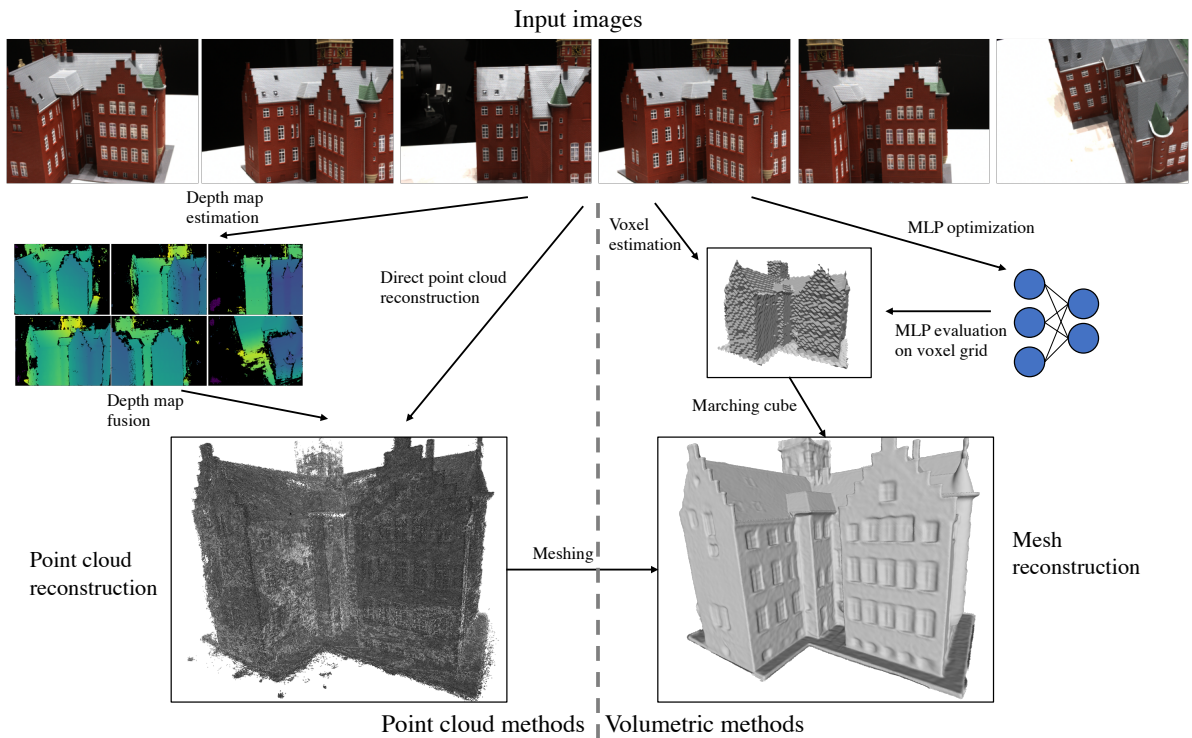 Input images
Depth map
estimation
Voxel
estimation
MLP optimization
Direct point cloud
reconstruction
MLP evaluation
on voxel grid
Depth map
fusion
Marching cube
Point cloud
reconstruction
Meshing
Mesh
reconstruction
Point cloud methods
Volumetric methods